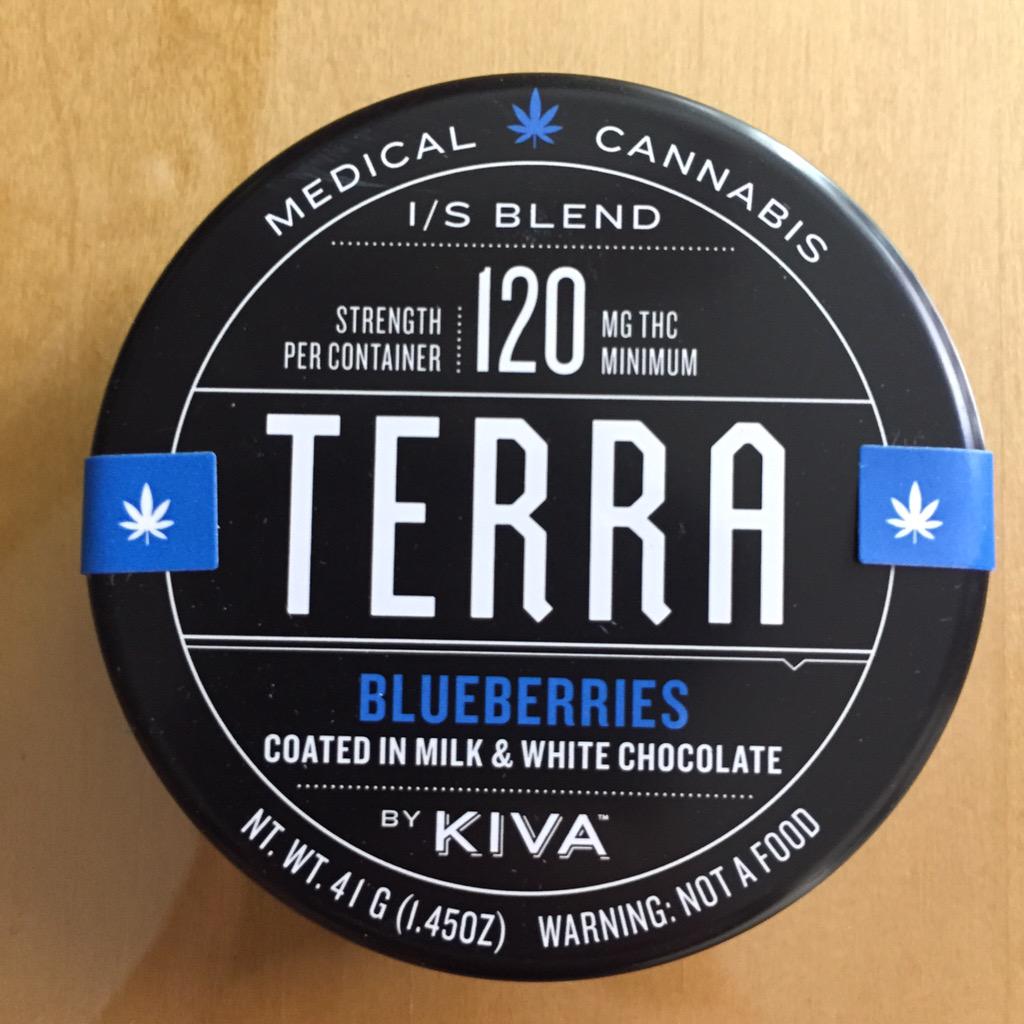 MEDICAL CANNABIS
I/S BLEND
STRENGTH
PER CONTAINER
120
MG THC
MINIMUM
TERRA
BLUEBERRIES
COATED IN MILK & WHITE CHOCOLATE
BY KIVA™
NT. WT. 41 G (1.45OZ) WARNING: NOT A FOOD